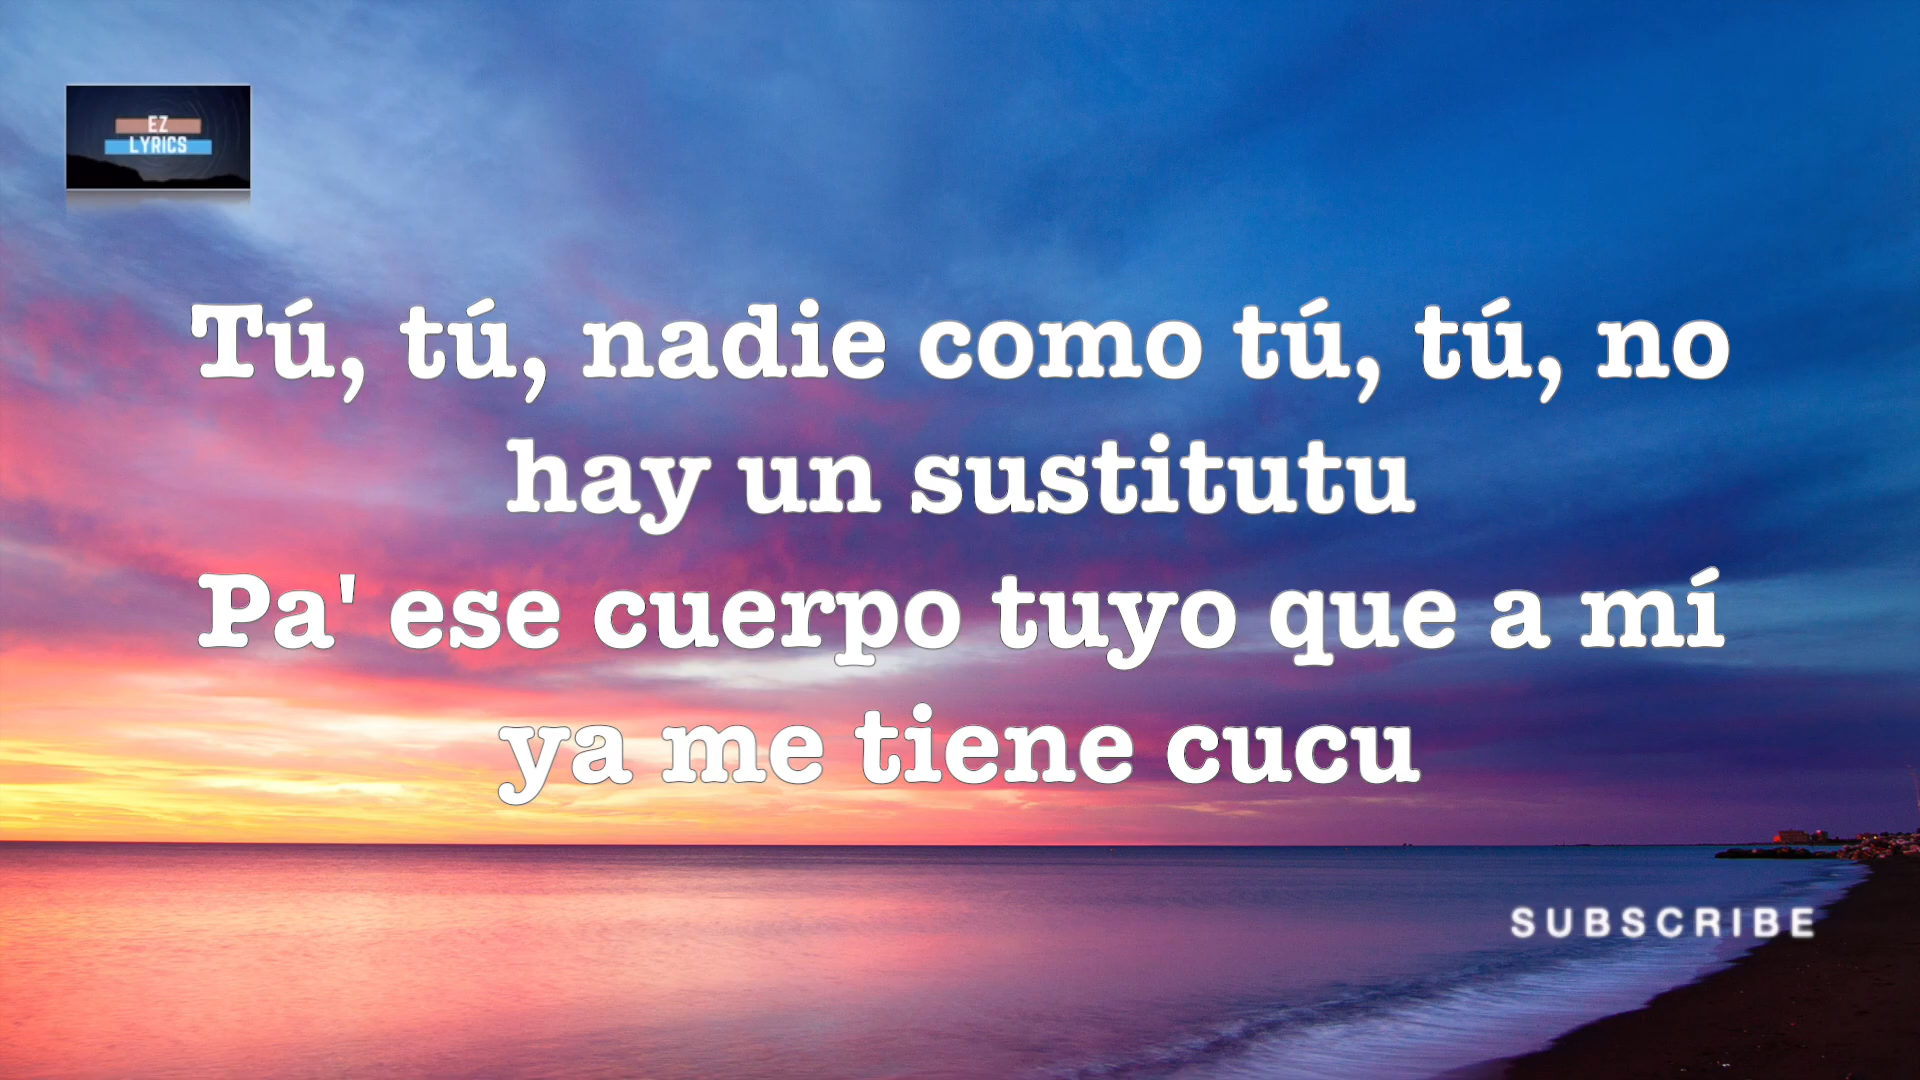 EZ
LYRICS
Tú, tú, nadie como tú, tú, no
hay un sustitutu
Pa' ese cuerpo tuyo que a mí
ya me tiene cucu
SUBSCRIBE